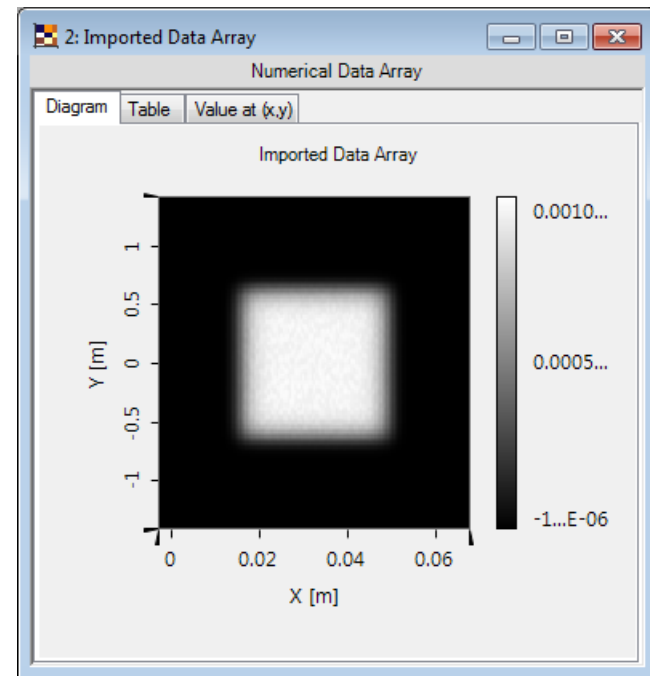 2: Imported Data Array
Numerical Data Array
Diagram Table Value at (x,y)
Imported Data Array
0.0010...
0.0005...
-1...E-06
Y [m]
1
0.5
0
-0.5
-1
0 0.02 0.04 0.06
X [m]